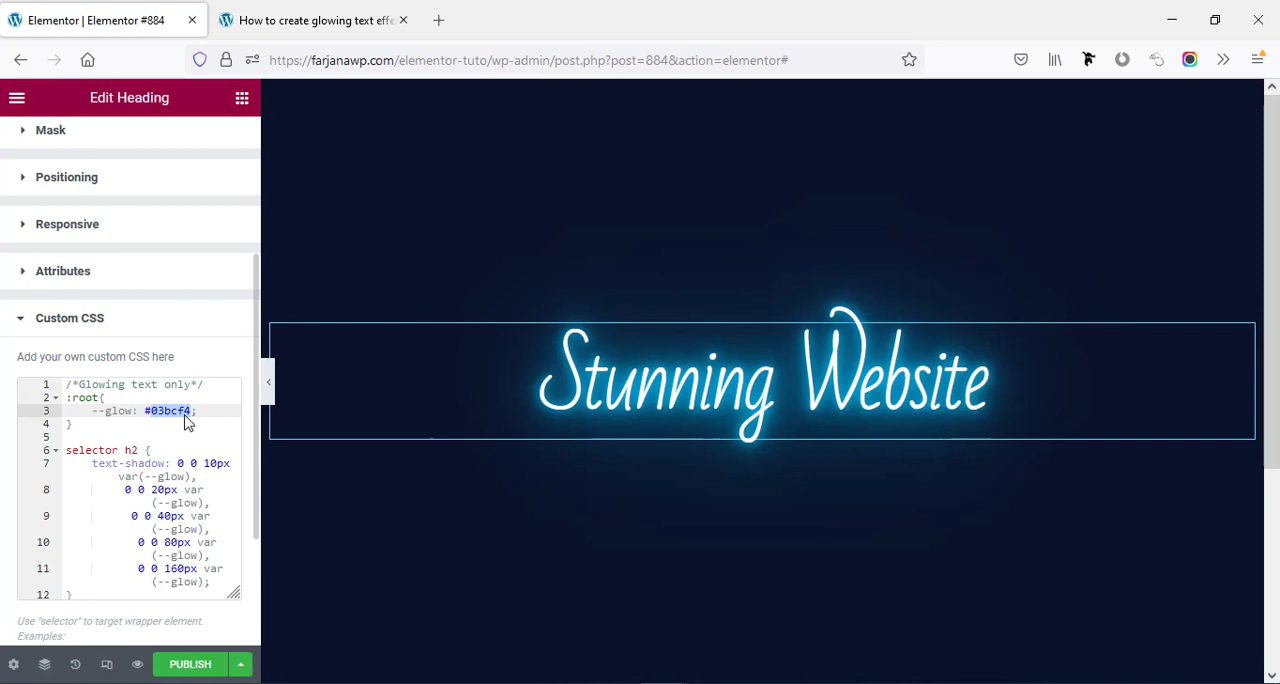 Elementor | Elementor #884
How to create glowing text effe
https://farjanawp.com/elementor-tuto/wp-admin/post.php?post=884&action=elementor#
Edit Heading
Mask
Positioning
Responsive
Attributes
Custom CSS
Add your own custom CSS here
1 /*Glowing text only*/
2 :root{
3 --glow: #03bcf4;
4 }
5
6 selector h2 {
7 text-shadow: 0 0 10px
var(--glow),
8 0 0 20px var
(--glow),
9 0 0 40px var
(--glow),
10 0 0 80px var
(--glow),
11 0 0 160px var
(--glow);
12 }
Use "selector" to target wrapper element.
Examples:
PUBLISH
Stunning Website